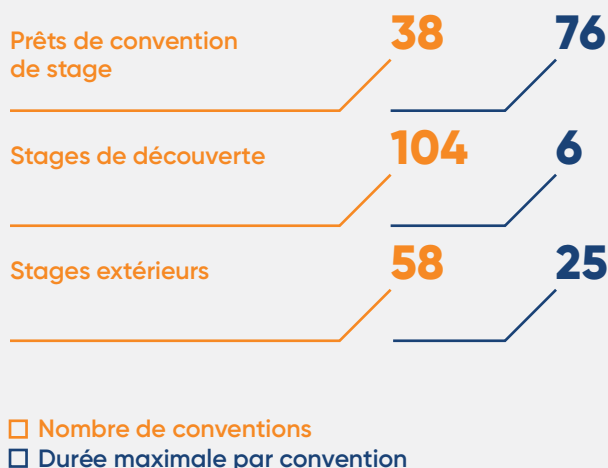 Prêts de convention 38 76
de stage
Stages de découverte 104 6
Stages extérieurs 58 25
Nombre de conventions
Durée maximale par convention